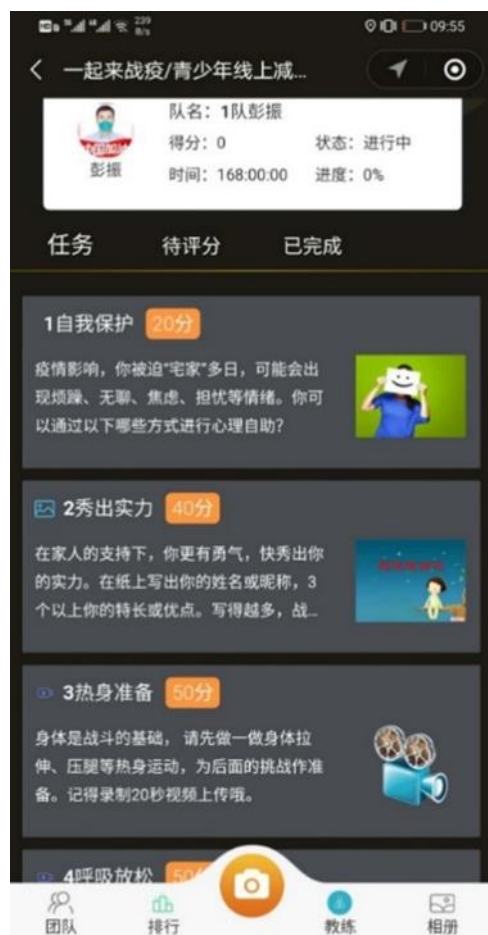 239
B/s
09:55
一起来战疫/青少年线上减...
队名：1队彭振
得分：0 状态：进行中
彭振
时间：168:00:00 进度：0%
任务 待评分 已完成
1自我保护 20分
疫情影响，你被迫“宅家”多日，可能会出
现烦躁、无聊、焦虑、担忧等情绪。你可
以通过以下哪些方式进行心理自助？
2秀出实力 40分
在家人的支持下，你更有勇气，快秀出你
的实力。在纸上写出你的姓名或昵称，3
个以上你的特长或优点。写得越多，战...
3热身准备 50分
身体是战斗的基础， 请先做一做身体拉
伸、压腿等热身运动，为后面的挑战作准
备。记得录制20秒视频上传哦。
4呼吸放松 50分
团队 排行 教练 相册